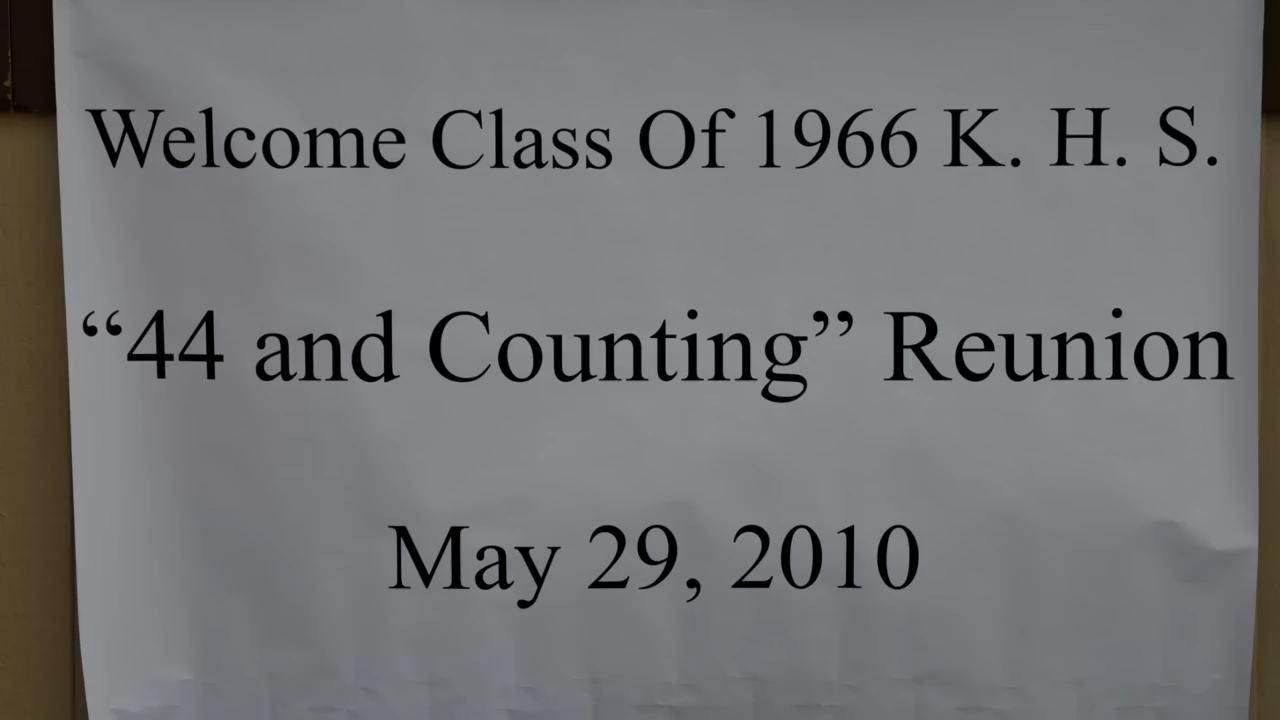 Welcome Class Of 1966 K. H. S.
“44 and Counting” Reunion
May 29, 2010